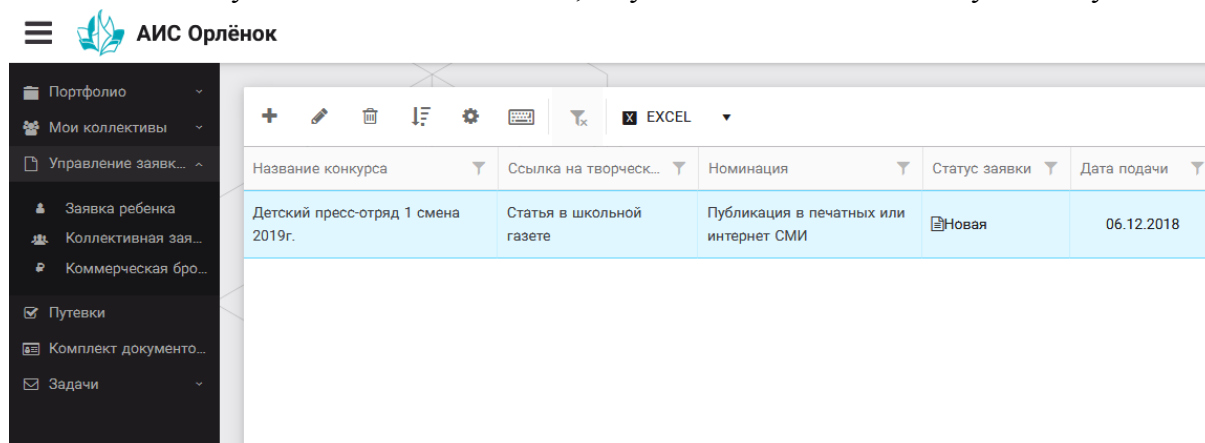 АИС Орлёнок
Портфолио
Мои коллективы
Управление заявк...
Заявка ребенка
Коллективная зая...
Коммерческая бро...
Путевки
Комплект документо...
Задачи
EXCEL
Название конкурса
Ссылка на творческ...
Номинация
Статус заявки
Дата подачи
Детский пресс-отряд 1 смена
2019г.
Статья в школьной
газете
Публикация в печатных или
интернет СМИ
Новая
06.12.2018